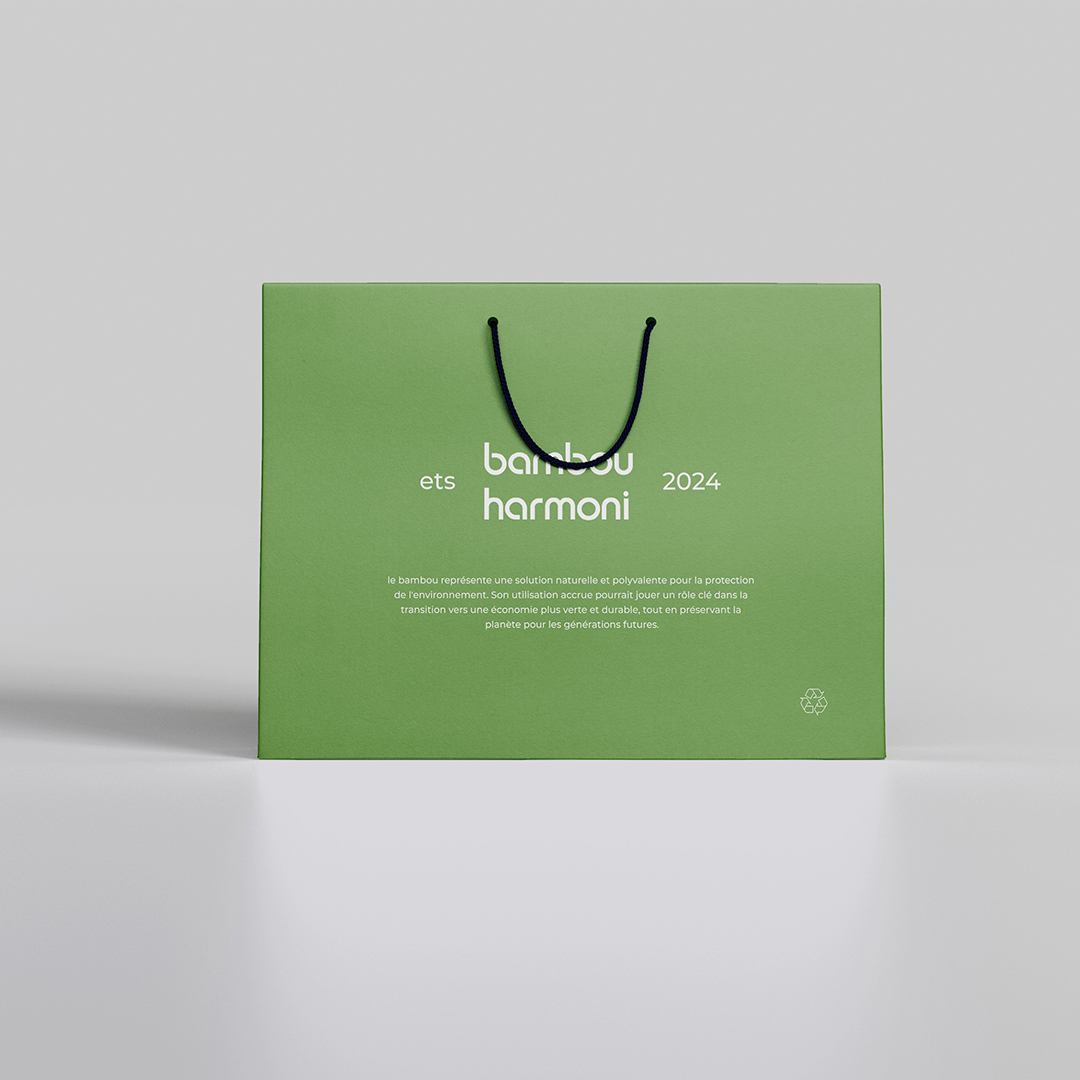 ets
bambou
harmoni
2024
le bambou représente une solution naturelle et polyvalente pour la protection
de l'environnement. Son utilisation accrue pourrait jouer un rôle clé dans la
transition vers une économie plus verte et durable, tout en préservant la
planète pour les générations futures.